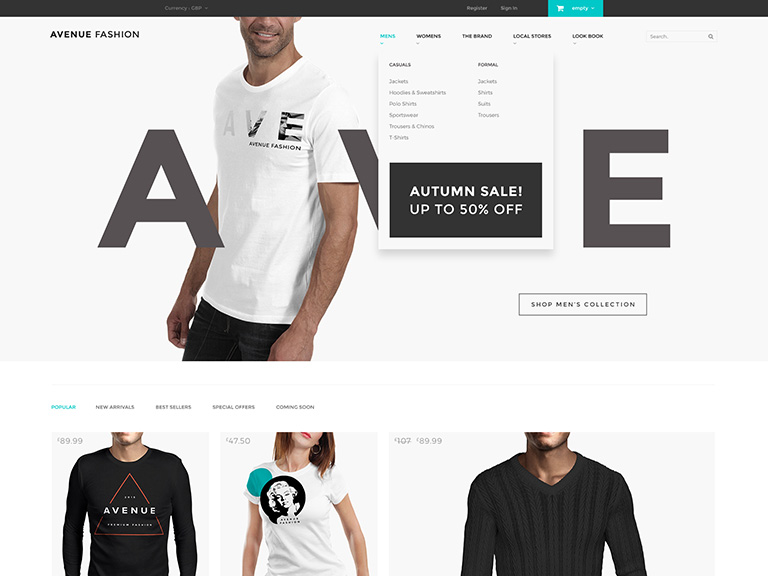 Currency : GBP
Register Sign In empty
AVENUE FASHION
MENS WOMENS THE BRAND LOCAL STORES LOOK BOOK
Search..
CASUALS FORMAL
Jackets Jackets
Hoodies & Sweatshirts Shirts
Polo Shirts Suits
Sportswear Trousers
Trousers & Chinos
T-Shirts
AVE
AVENUE FASHION
A V E
AUTUMN SALE!
UP TO 50% OFF
SHOP MEN'S COLLECTION
POPULAR NEW ARRIVALS BEST SELLERS SPECIAL OFFERS COMING SOON
£89.99 £47.50 £107 £89.99
AVENUE
PREMIUM FASHION
AVENUE
FASHION